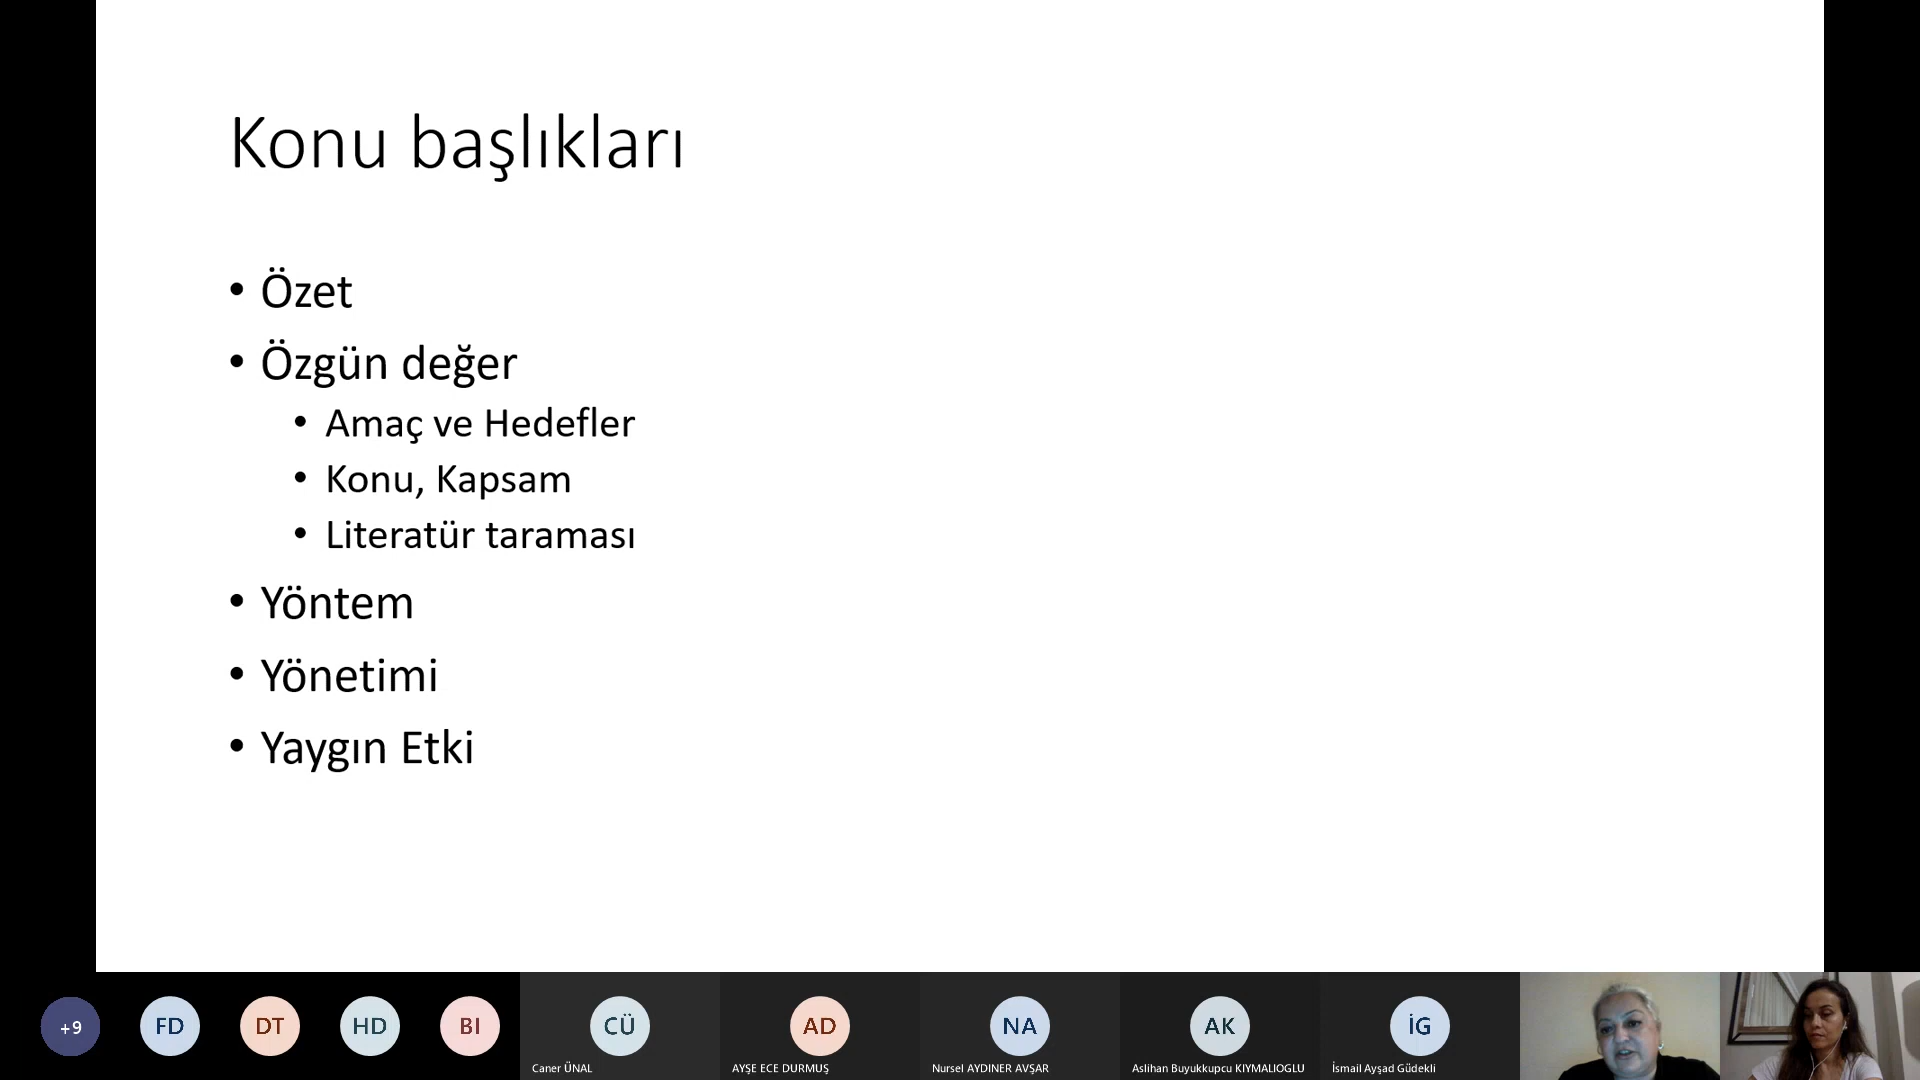 Konu başlıkları
• Özet
• Özgün değer
• Amaç ve Hedefler
• Konu, Kapsam
• Literatür taraması
• Yöntem
• Yönetimi
• Yaygın Etki
+9
FD
DT
HD
BI
CÜ
AD
NA
AK
İG
Caner ÜNAL
AYŞE ECE DURMUŞ
Nursel AYDINER AVŞAR
Aslihan Buyukkupcu KIYMALIOGLU
İsmail Ayşad Güdekli